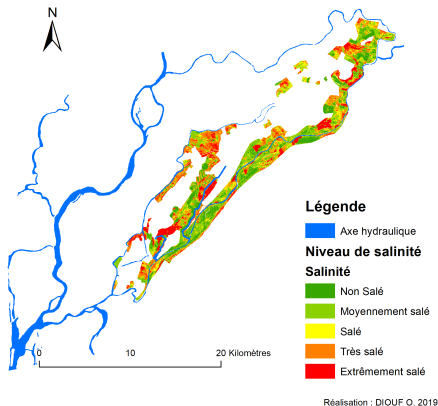 N
Légende
Axe hydraulique
Niveau de salinité
Salinité
Non Salé
Moyennement salé
Salé
Très salé
Extrêmement salé
0 10 20 Kilomètres
Réalisation : DIOUF O. 2019